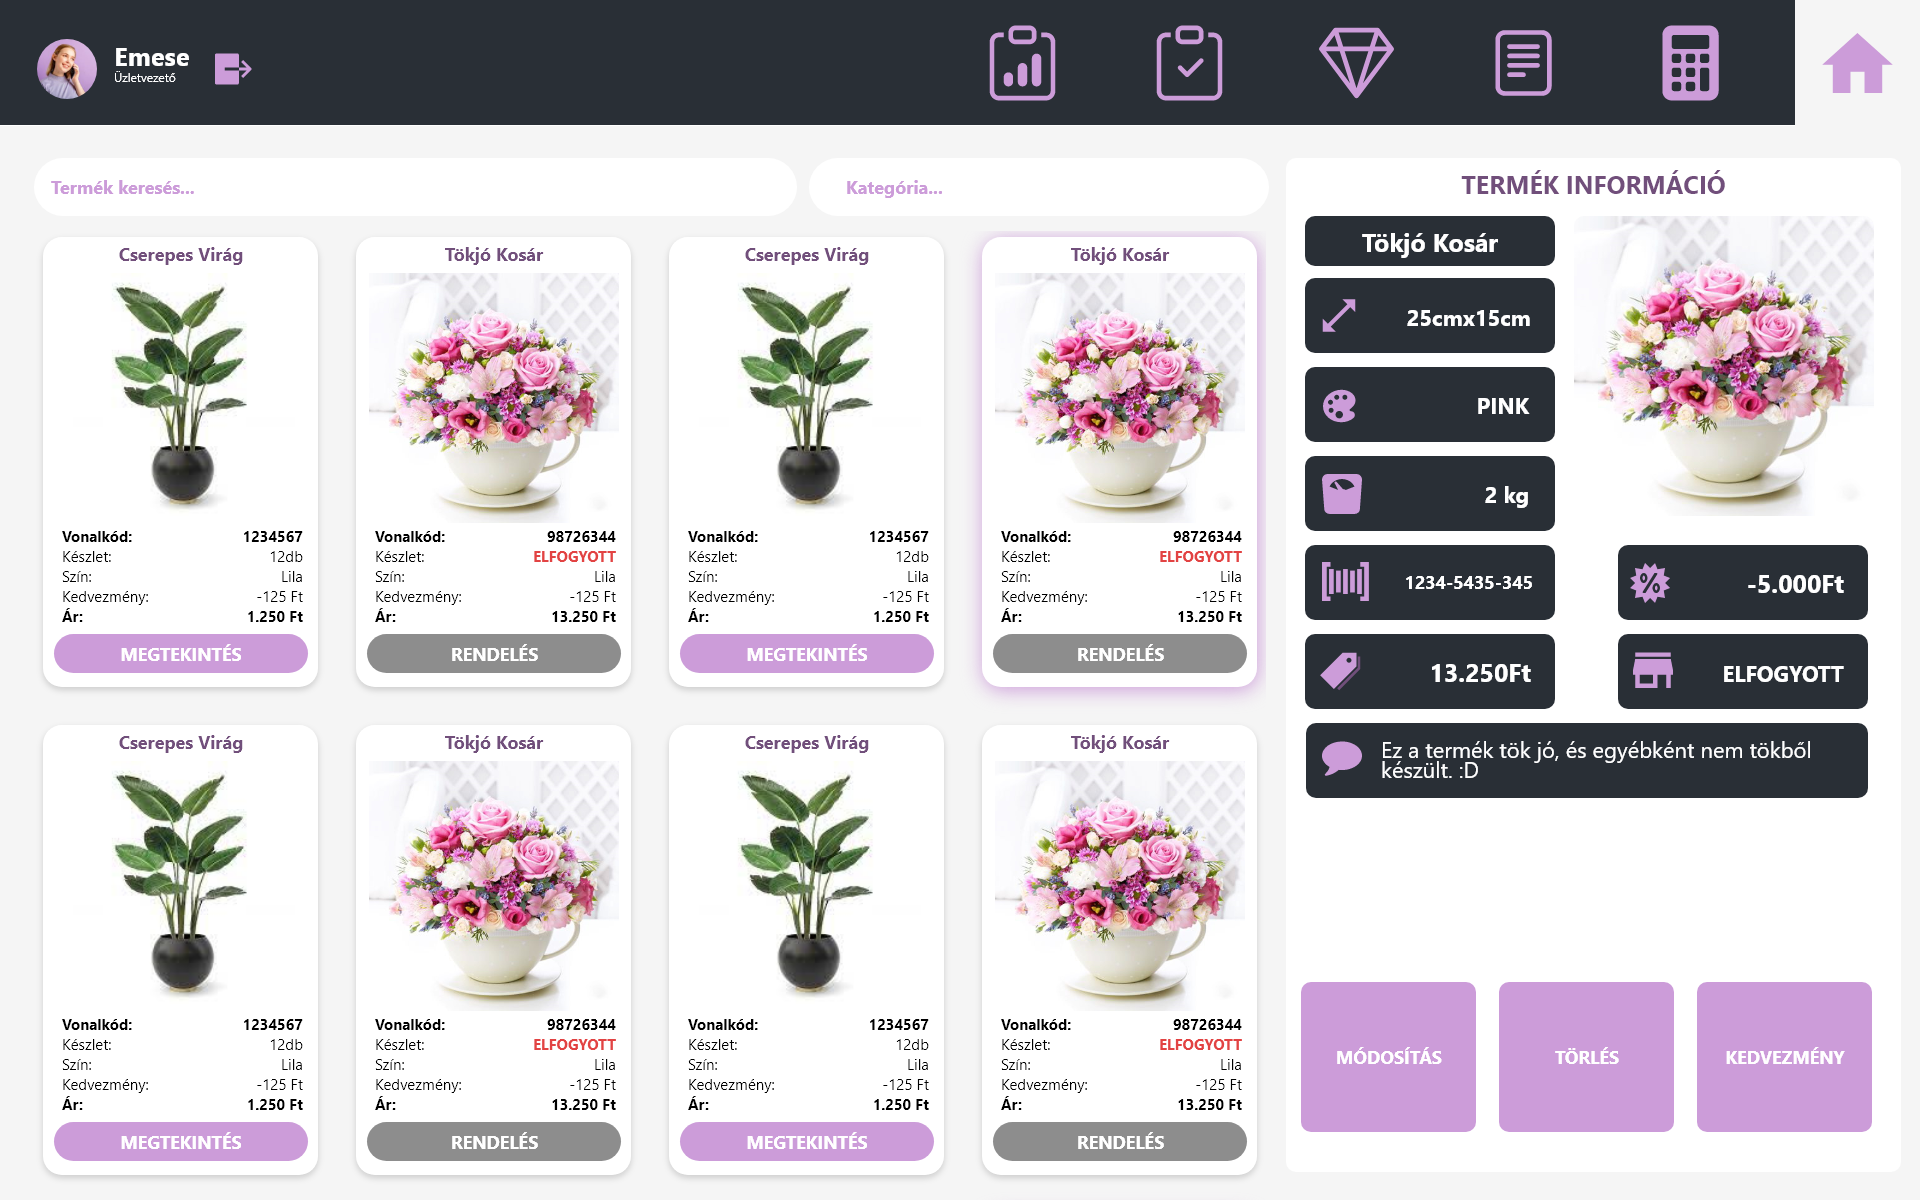 Emese
Üzletvezető
Termék keresés...
Kategória...
Cserepes Virág
Vonalkód: 1234567
Készlet: 12db
Szín: Lila
Kedvezmény: -125 Ft
Ár: 1.250 Ft
MEGTEKINTÉS
Tökjó Kosár
Vonalkód: 98726344
Készlet: ELFOGYOTT
Szín: Lila
Kedvezmény: -125 Ft
Ár: 13.250 Ft
RENDELÉS
Cserepes Virág
Vonalkód: 1234567
Készlet: 12db
Szín: Lila
Kedvezmény: -125 Ft
Ár: 1.250 Ft
MEGTEKINTÉS
Tökjó Kosár
Vonalkód: 98726344
Készlet: ELFOGYOTT
Szín: Lila
Kedvezmény: -125 Ft
Ár: 13.250 Ft
RENDELÉS
Cserepes Virág
Vonalkód: 1234567
Készlet: 12db
Szín: Lila
Kedvezmény: -125 Ft
Ár: 1.250 Ft
MEGTEKINTÉS
Tökjó Kosár
Vonalkód: 98726344
Készlet: ELFOGYOTT
Szín: Lila
Kedvezmény: -125 Ft
Ár: 13.250 Ft
RENDELÉS
Cserepes Virág
Vonalkód: 1234567
Készlet: 12db
Szín: Lila
Kedvezmény: -125 Ft
Ár: 1.250 Ft
MEGTEKINTÉS
Tökjó Kosár
Vonalkód: 98726344
Készlet: ELFOGYOTT
Szín: Lila
Kedvezmény: -125 Ft
Ár: 13.250 Ft
RENDELÉS
TERMÉK INFORMÁCIÓ
Tökjó Kosár
25cmx15cm
PINK
2 kg
1234-5435-345
-5.000Ft
13.250Ft
ELFOGYOTT
Ez a termék tök jó, és egyébként nem tökből
készült. :D
MÓDOSÍTÁS
TÖRLÉS
KEDVEZMÉNY